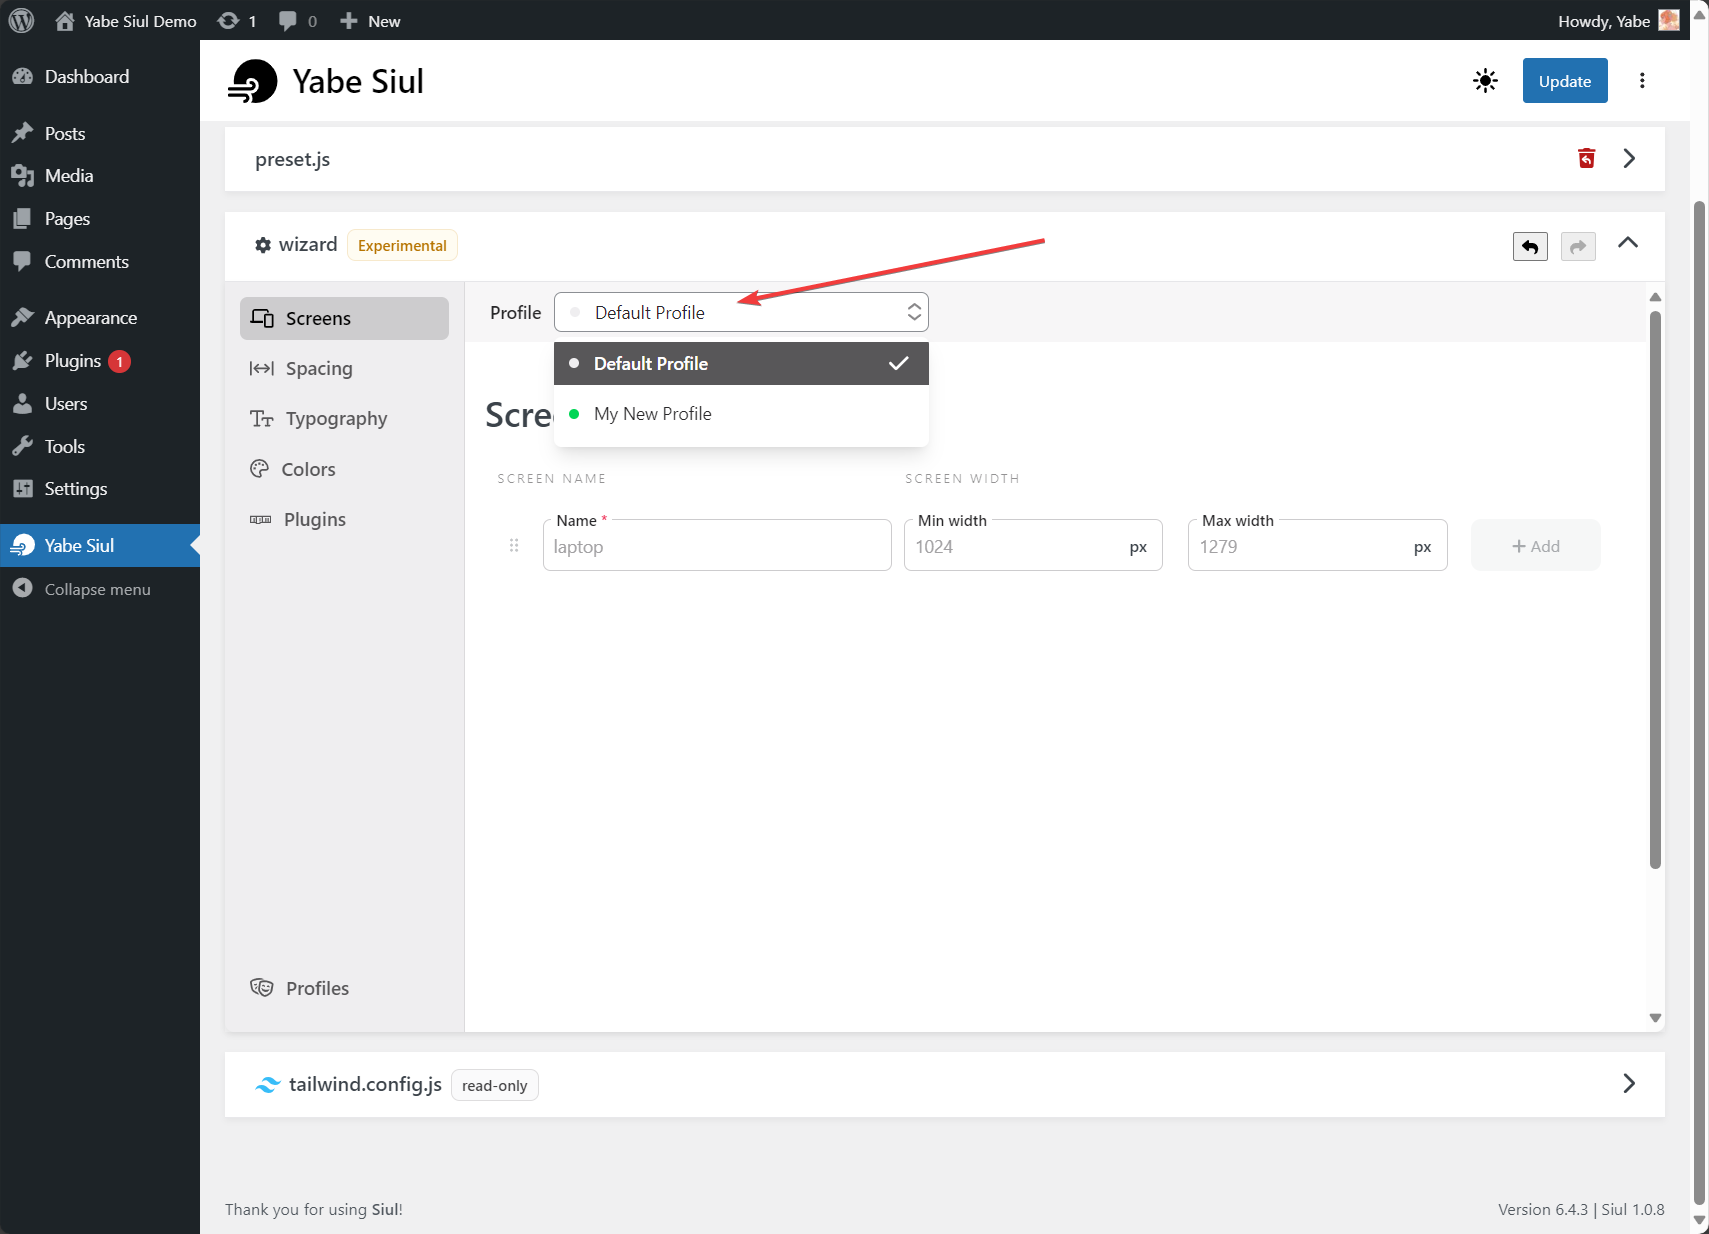 Yabe Siul Demo
1
0
New
Howdy, Yabe
Dashboard
Posts
Media
Pages
Comments
Appearance
Plugins 1
Users
Tools
Settings
Yabe Siul
Collapse menu
Yabe Siul
Update
preset.js
wizard
Experimental
Screens
Spacing
Typography
Colors
Plugins
Profiles
Profile
Default Profile
Default Profile
My New Profile
Scre
SCREEN NAME
SCREEN WIDTH
Name *
laptop
Min width
1024
px
Max width
1279
px
Add
tailwind.config.js
read-only
Thank you for using Siul!
Version 6.4.3 | Siul 1.0.8